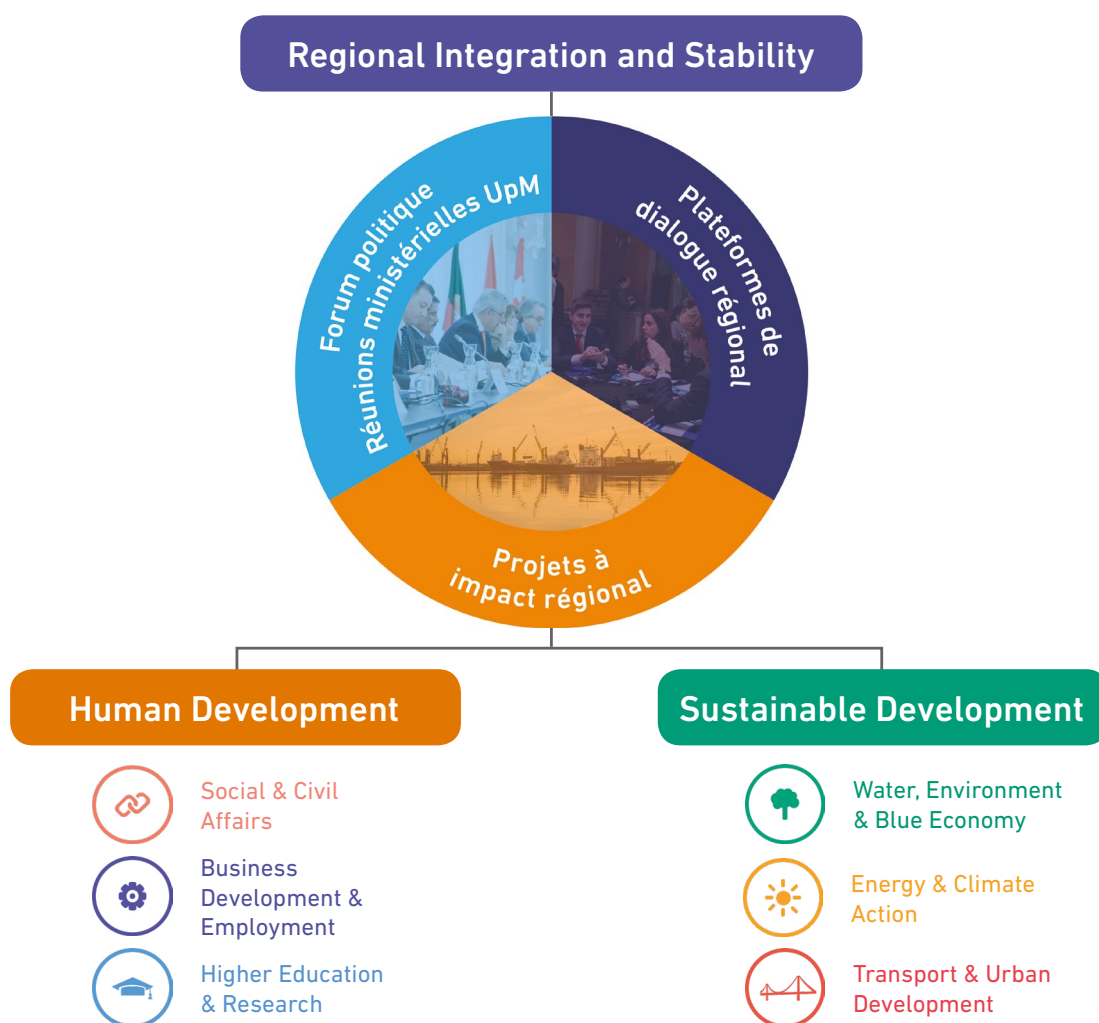 Regional Integration and Stability
Forum politique
Réunions ministérielles UpM
Plateformes de
dialogue régional
Projets à
impact régional
Human Development
Social & Civil
Affairs
Business
Development &
Employment
Higher Education
& Research
Sustainable Development
Water, Environment
& Blue Economy
Energy & Climate
Action
Transport & Urban
Development